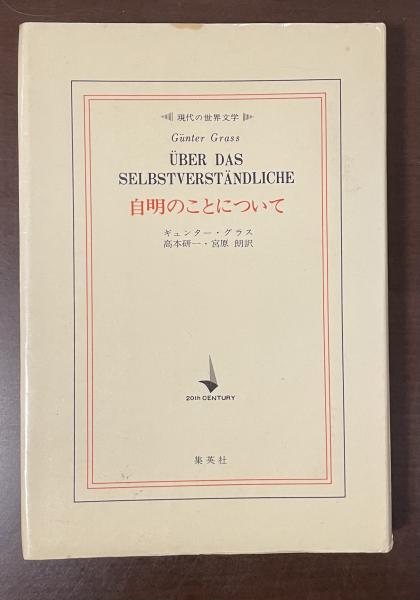 現代の世界文学
Günter Grass
ÜBER DAS
SELBSTVERSTÄNDLICHE
自明のことについて
ギュンター・グラス
高本研一・宮原 朗訳
20th CENTURY
集英社